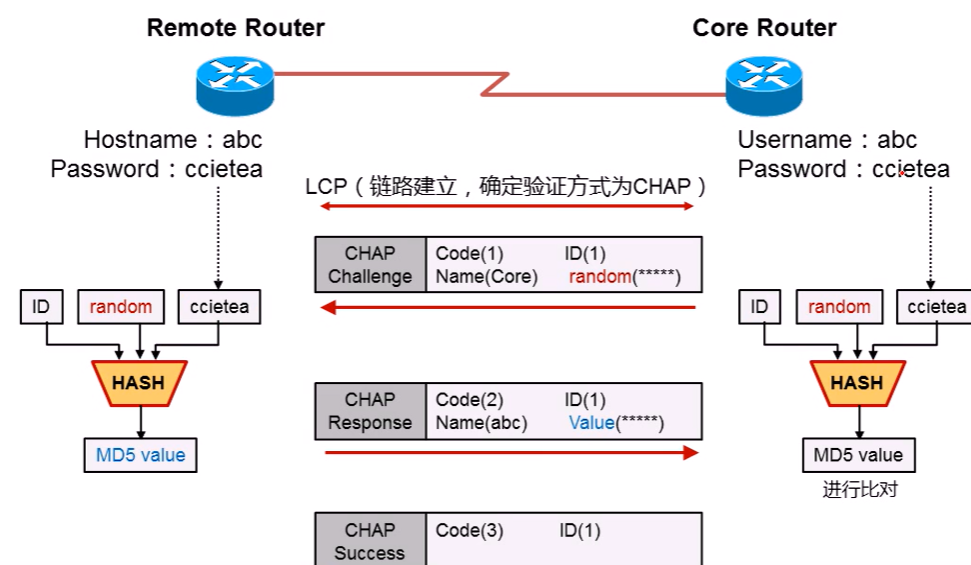 Remote Router
Core Router
Hostname：abc
Password：ccietea
Username：abc
Password：ccietea
LCP（链路建立，确定验证方式为CHAP）
CHAP Code(1) ID(1)
Challenge Name(Core) random(*****)
ID random ccietea
ID random ccietea
HASH
HASH
CHAP Code(2) ID(1)
Response Name(abc) Value(*****)
MD5 value
MD5 value
进行比对
CHAP Code(3) ID(1)
Success